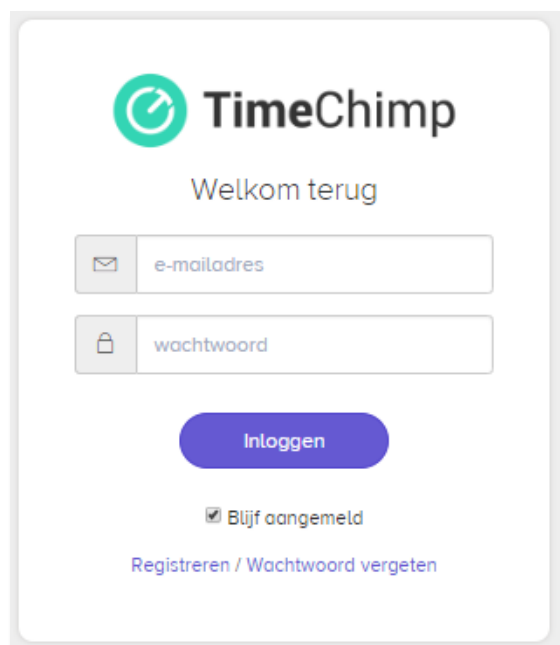 TimeChimp
Welkom terug
e-mailadres
wachtwoord
Inloggen
Blijf aangemeld
Registreren / Wachtwoord vergeten